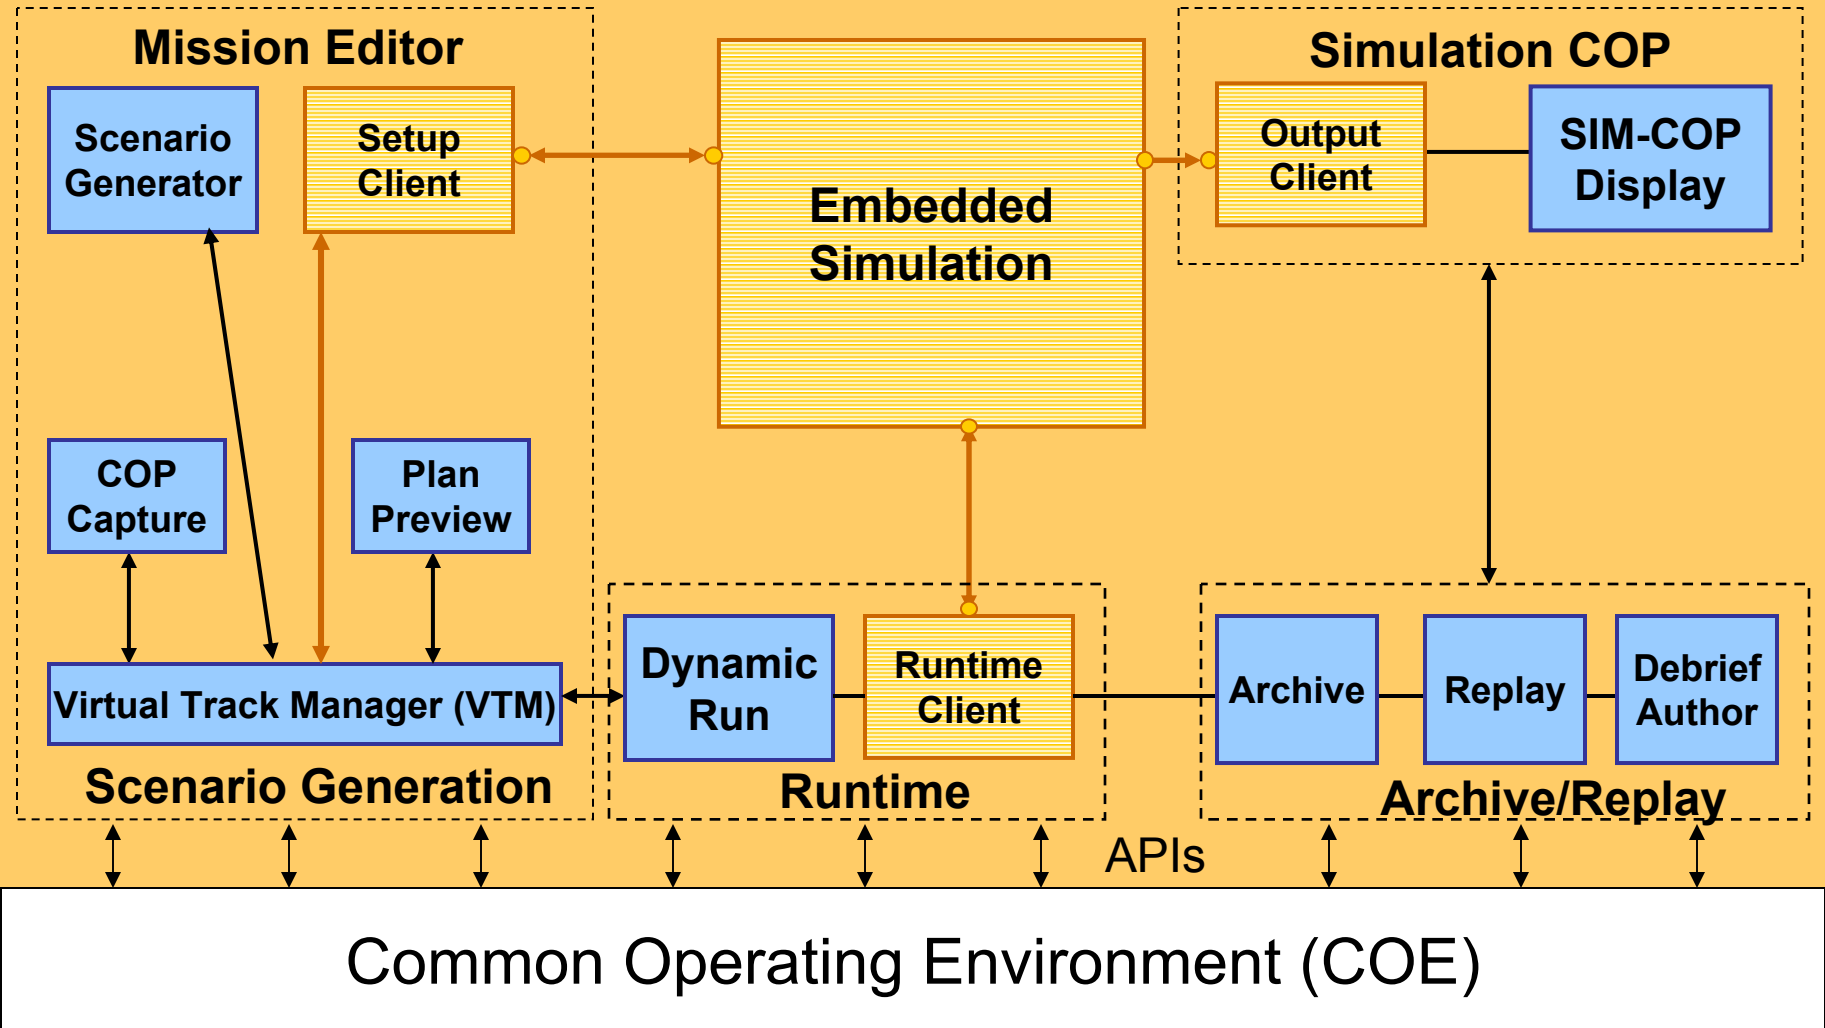 Mission Editor
Scenario
Generator
Setup
Client
COP
Capture
Plan
Preview
Virtual Track Manager (VTM)
Scenario Generation
Embedded
Simulation
Simulation COP
Output
Client
SIM-COP
Display
Dynamic
Run
Runtime
Client
Runtime
Archive
Replay
Debrief
Author
Archive/Replay
APIs
Common Operating Environment (COE)